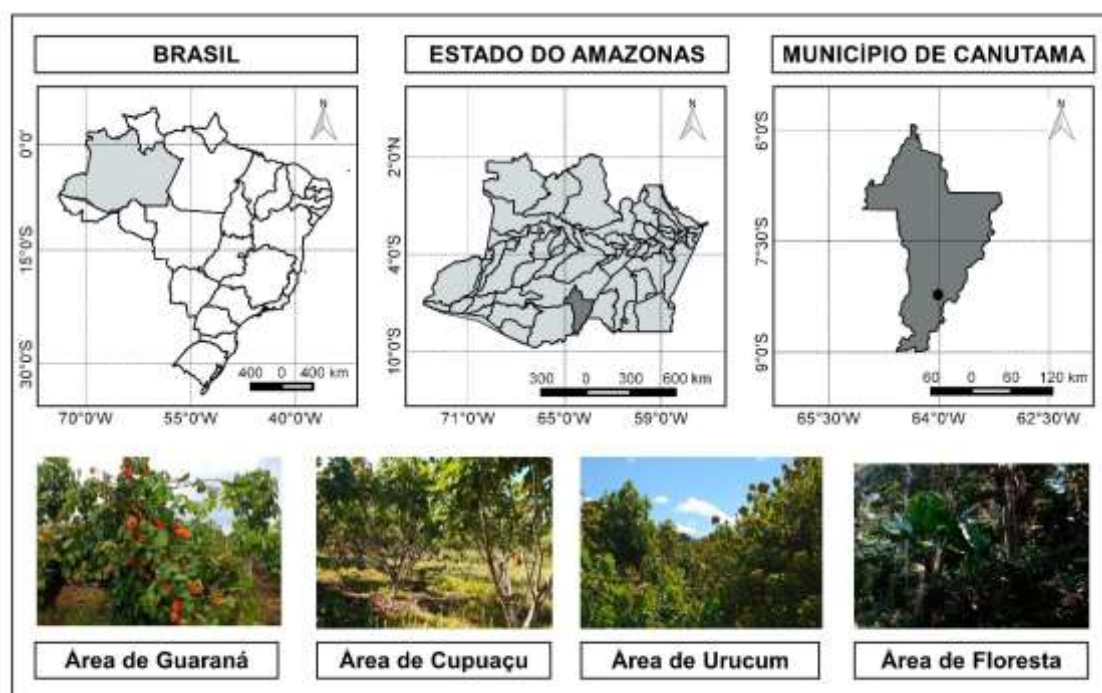 BRASIL
ESTADO DO AMAZONAS
MUNICÍPIO DE CANUTAMA
N
0°0'
15°0'S
30°0'S
400 0 400 km
70°0'W 55°0'W 40°0'W
N
2°0'N
4°0'S
10°0'S
300 0 300 600 km
71°0'W 65°0'W 59°0'W
N
6°0'S
7°30'S
9°0'S
60 0 60 120 km
65°30'W 64°0'W 62°30'W
Área de Guaraná
Área de Cupuaçu
Área de Urucum
Área de Floresta